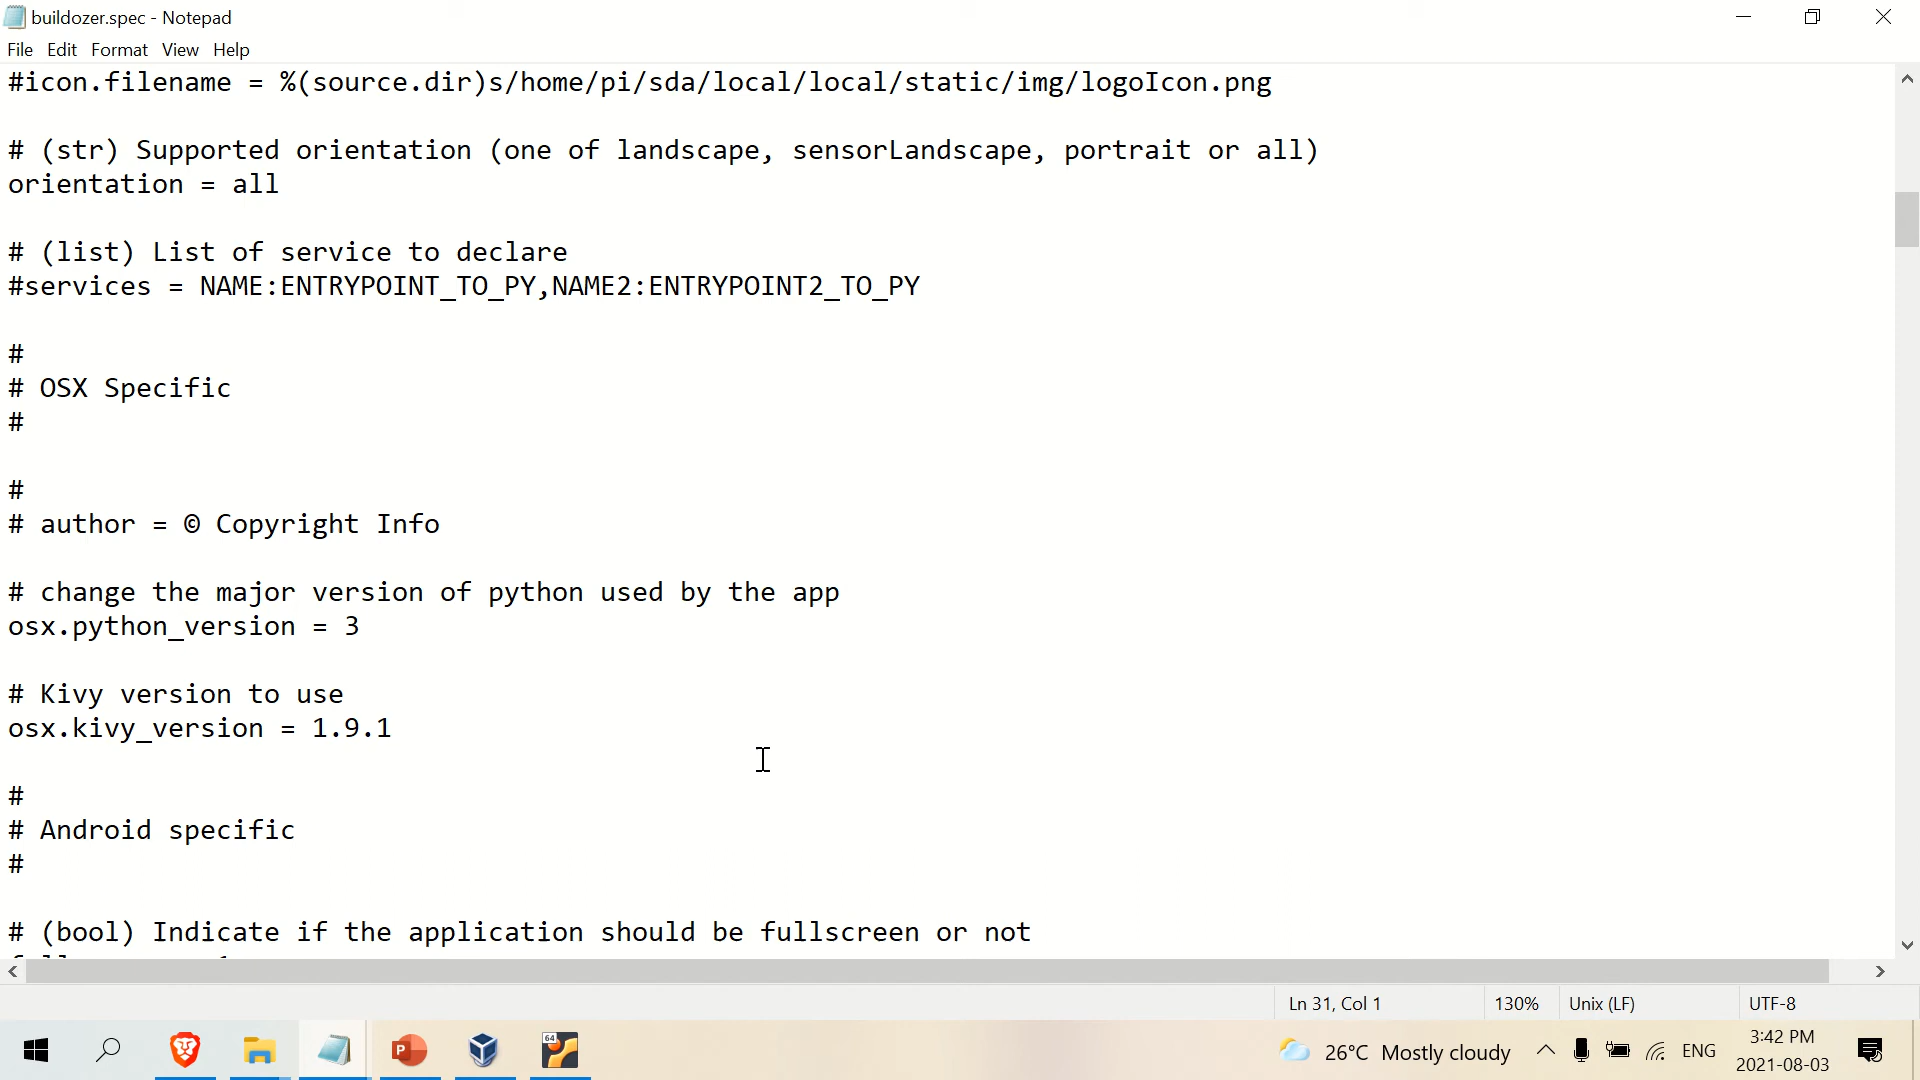 buildozer.spec - Notepad
File Edit Format View Help
#icon.filename = %(source.dir)s/home/pi/sda/local/local/static/img/logoIcon.png
# (str) Supported orientation (one of landscape, sensorLandscape, portrait or all)
orientation = all
# (list) List of service to declare
#services = NAME:ENTRYPOINT_TO_PY,NAME2:ENTRYPOINT2_TO_PY
#
# OSX Specific
#
#
# author = © Copyright Info
# change the major version of python used by the app
osx.python_version = 3
# Kivy version to use
osx.kivy_version = 1.9.1
#
# Android specific
#
# (bool) Indicate if the application should be fullscreen or not
Ln 31, Col 1 130% Unix (LF) UTF-8
64
P
26°C Mostly cloudy ENG
3:42 PM
2021-08-03